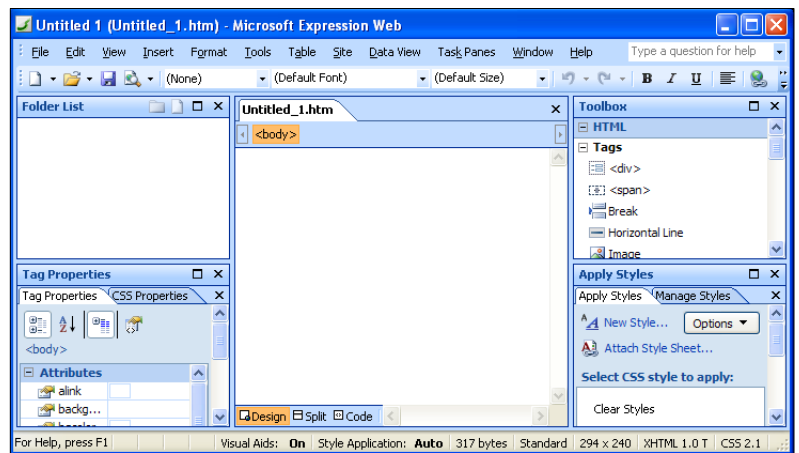 Untitled 1 (Untitled_1.htm) - Microsoft Expression Web
File Edit View Insert Format Tools Table Site Data View Task Panes Window Help Type a question for help
(None) (Default Font) (Default Size) B I U
Folder List
Untitled_1.htm
<body>
Toolbox
HTML
Tags
<div>
<span>
Break
Horizontal Line
Image
Tag Properties
Tag Properties CSS Properties
<body>
Attributes
alink
backg...
Apply Styles
Apply Styles Manage Styles
New Style... Options
Attach Style Sheet...
Select CSS style to apply:
Clear Styles
Design Split Code
For Help, press F1 Visual Aids: On Style Application: Auto 317 bytes Standard 294 x 240 XHTML 1.0 T CSS 2.1